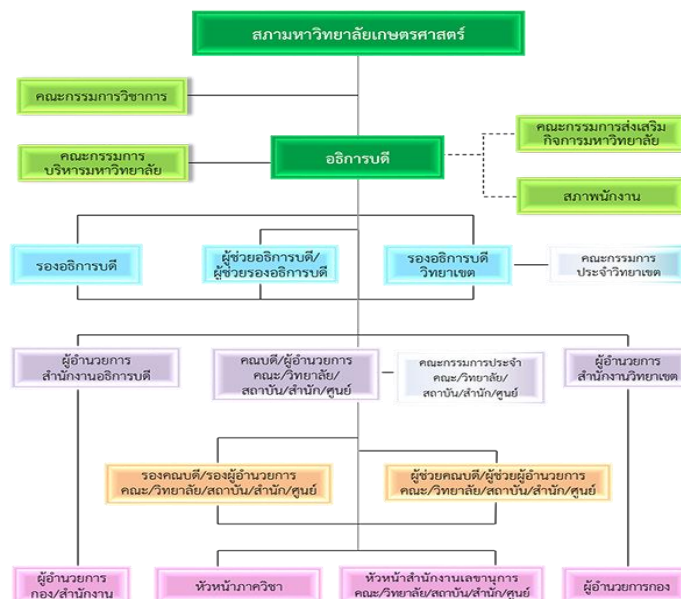 สภามหาวิทยาลัยเกษตรศาสตร์
คณะกรรมการวิชาการ
คณะกรรมการส่งเสริม
กิจการมหาวิทยาลัย
คณะกรรมการ
บริหารมหาวิทยาลัย
อธิการบดี
สภาพนักงาน
รองอธิการบดี
ผู้ช่วยอธิการบดี/
ผู้ช่วยรองอธิการบดี
รองอธิการบดี
วิทยาเขต
คณะกรรมการ
ประจำวิทยาเขต
ผู้อำนวยการ
สำนักงานอธิการบดี
คณบดี/ผู้อำนวยการ
คณะ/วิทยาลัย/
สถาบัน/สำนัก/ศูนย์
คณะกรรมการประจำ
คณะ/วิทยาลัย/
สถาบัน/สำนัก/ศูนย์
ผู้อำนวยการ
สำนักงานวิทยาเขต
รองคณบดี/รองผู้อำนวยการ
คณะ/วิทยาลัย/สถาบัน/สำนัก/ศูนย์
ผู้ช่วยคณบดี/ผู้ช่วยผู้อำนวยการ
คณะ/วิทยาลัย/สถาบัน/สำนัก/ศูนย์
ผู้อำนวยการ
กอง/สำนักงาน
หัวหน้าภาควิชา
หัวหน้าสำนักงานเลขานุการ
คณะ/วิทยาลัย/สถาบัน/สำนัก/ศูนย์
ผู้อำนวยการกอง